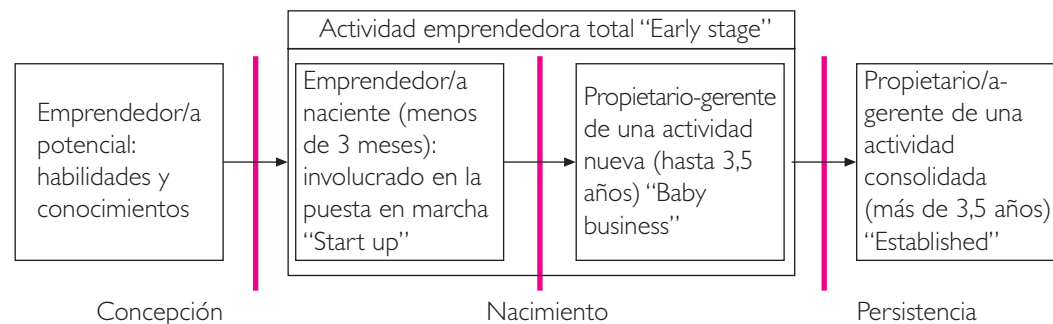 Actividad emprendedora total “Early stage”
Emprendedor/a
potencial:
habilidades y
conocimientos
Emprendedor/a
naciente (menos
de 3 meses):
involucrado en la
puesta en marcha
“Start up”
Propietario-gerente
de una actividad
nueva (hasta 3,5
años) “Baby
business”
Propietario/a-
gerente de una
actividad
consolidada
(más de 3,5 años)
“Established”
Concepción
Nacimiento
Persistencia